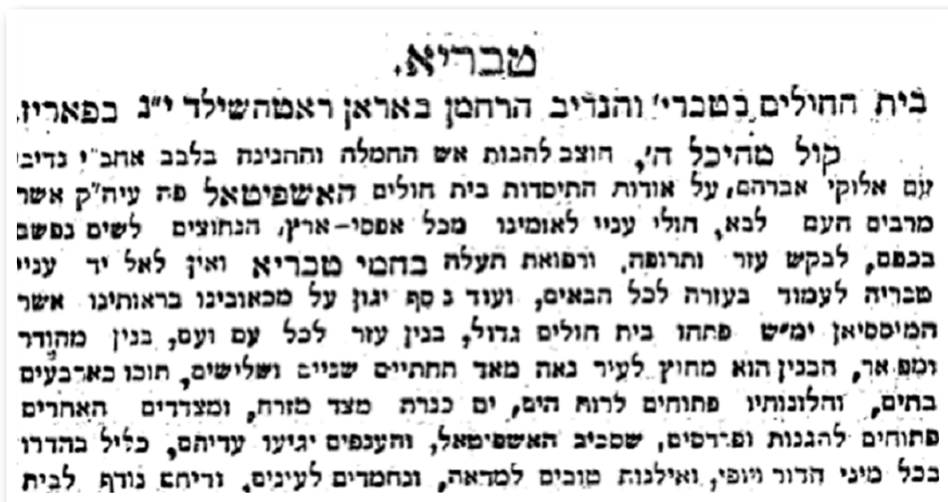 טבריא.
בית החולים בטברי' והנדיב הרחמן באראן ראטהשילד י"נ בפאריז.
קול מהיכל ה', חוצב להבות אש החמלה והחנינה בלבב אחב"י נדיבי
עם אלוקי אברהם, על אודות התיסדות בית חולים האשפיטאל פה עיה"ק אשר
מרבים העם לבא, חולי עניי לאומינו מכל אפסי-ארץ, הנחוצים לשים נפשם
בכפם, לבקש עזר ותרופה, ורפואת תעלה בחמי טבריא ואין לאל יד עניי
טבריה לעמוד בעזרה לכל הבאים, ועוד נסף יגון על מכאובינו בראותינו אשר
המיססיאן ימ"ש פתחו בית חולים גדול, בנין עזר לכל עם ועם, בנין מהודר
ומפואר, הבנין הוא מחוץ לעיר נאה מאד תחתיים שניים ושלישים, תוכו כארבעים
בתים, וחלונותיו פתוחים לרוח הים, ים כנרת מצד מזרח, ומצדדים האחרים
פתוחים להגנות ופרדסים, שסביב האשפיטאל, והענפים יגיעו עדיהם, כליל בהדרו
בכל מיני הדור ויופי, ואילנות טובים למראה, ונחמדים לעינים, וריחם נודף לבית